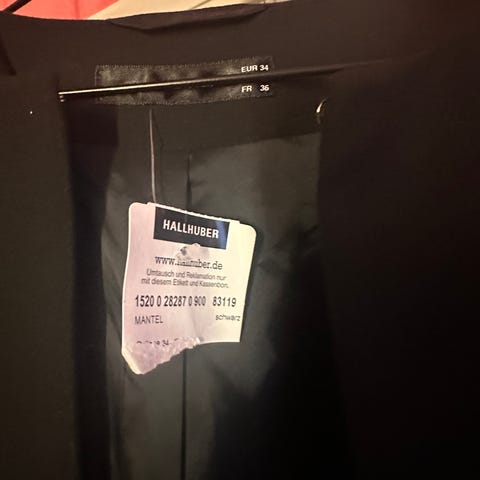 EUR 34
FR 36
HALLHUBER
www.hallhuber.de
Umtausch und Reklamation nur
mit diesem Etikett und Kassenbon.
1520 0 28287 0 900 83119
MANTEL schwarz